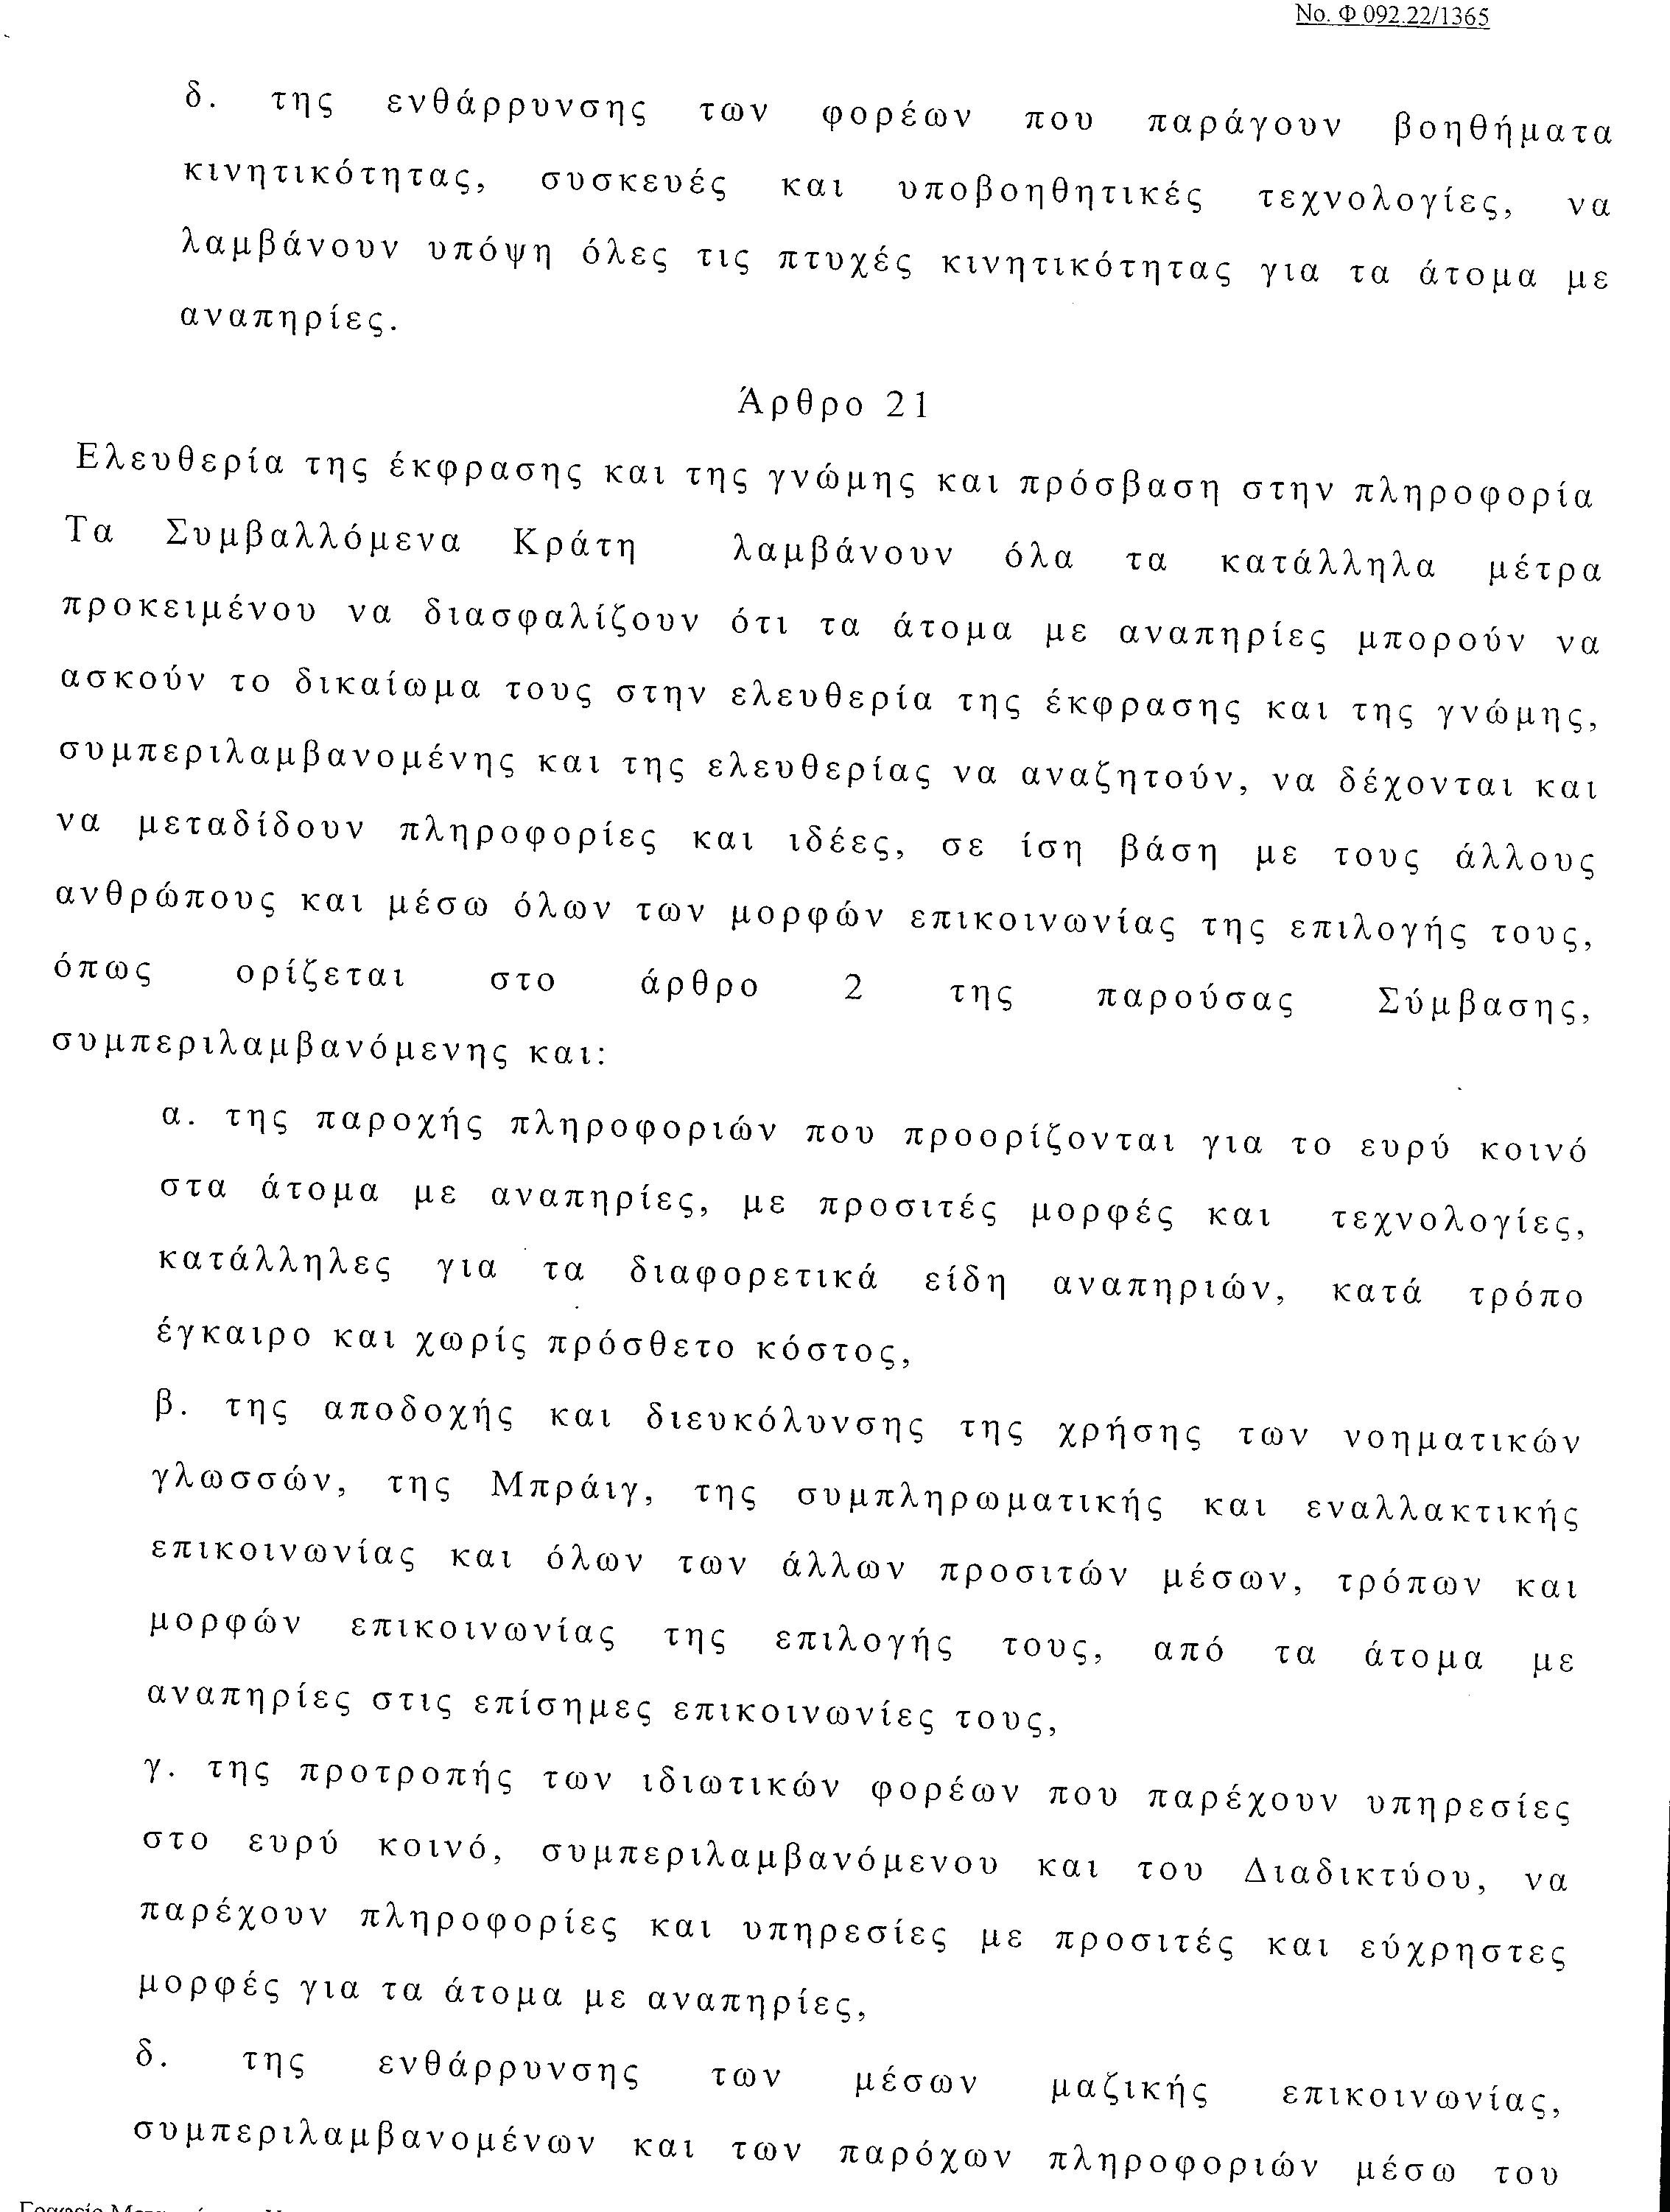 No. Φ 092.22/1365
δ. της ενθάρρυνσης των φορέων που παράγουν βοηθήματα
κινητικότητας, συσκευές και υποβοηθητικές τεχνολογίες, να
λαμβάνουν υπόψη όλες τις πτυχές κινητικότητας για τα άτομα με
αναπηρίες.
Άρθρο 21
Ελευθερία της έκφρασης και της γνώμης και πρόσβαση στην πληροφορία
Τα Συμβαλλόμενα Κράτη λαμβάνουν όλα τα κατάλληλα μέτρα
προκειμένου να διασφαλίζουν ότι τα άτομα με αναπηρίες μπορούν να
ασκούν το δικαίωμα τους στην ελευθερία της έκφρασης και της γνώμης,
συμπεριλαμβανομένης και της ελευθερίας να αναζητούν, να δέχονται και
να μεταδίδουν πληροφορίες και ιδέες, σε ίση βάση με τους άλλους
ανθρώπους και μέσω όλων των μορφών επικοινωνίας της επιλογής τους,
όπως ορίζεται στο άρθρο 2 της παρούσας Σύμβασης,
συμπεριλαμβανόμενης και:
α. της παροχής πληροφοριών που προορίζονται για το ευρύ κοινό
στα άτομα με αναπηρίες, με προσιτές μορφές και τεχνολογίες,
κατάλληλες για τα διαφορετικά είδη αναπηριών, κατά τρόπο
έγκαιρο και χωρίς πρόσθετο κόστος,
β. της αποδοχής και διευκόλυνσης της χρήσης των νοηματικών
γλωσσών, της Μπράιγ, της συμπληρωματικής και εναλλακτικής
επικοινωνίας και όλων των άλλων προσιτών μέσων, τρόπων και
μορφών επικοινωνίας της επιλογής τους, από τα άτομα με
αναπηρίες στις επίσημες επικοινωνίες τους,
γ. της προτροπής των ιδιωτικών φορέων που παρέχουν υπηρεσίες
στο ευρύ κοινό, συμπεριλαμβανόμενου και του Διαδικτύου, να
παρέχουν πληροφορίες και υπηρεσίες με προσιτές και εύχρηστες
μορφές για τα άτομα με αναπηρίες,
δ. της ενθάρρυνσης των μέσων μαζικής επικοινωνίας,
συμπεριλαμβανομένων και των παρόχων πληροφοριών μέσω του